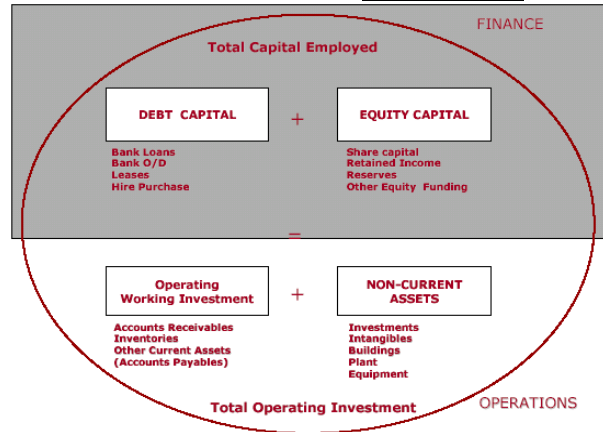 FINANCE
Total Capital Employed
DEBT CAPITAL
+
EQUITY CAPITAL
Bank Loans
Bank O/D
Leases
Hire Purchase
Share capital
Retained Income
Reserves
Other Equity Funding
=
Operating
Working Investment
+
NON-CURRENT
ASSETS
Accounts Receivables
Inventories
Other Current Assets
(Accounts Payables)
Investments
Intangibles
Buildings
Plant
Equipment
Total Operating Investment
OPERATIONS